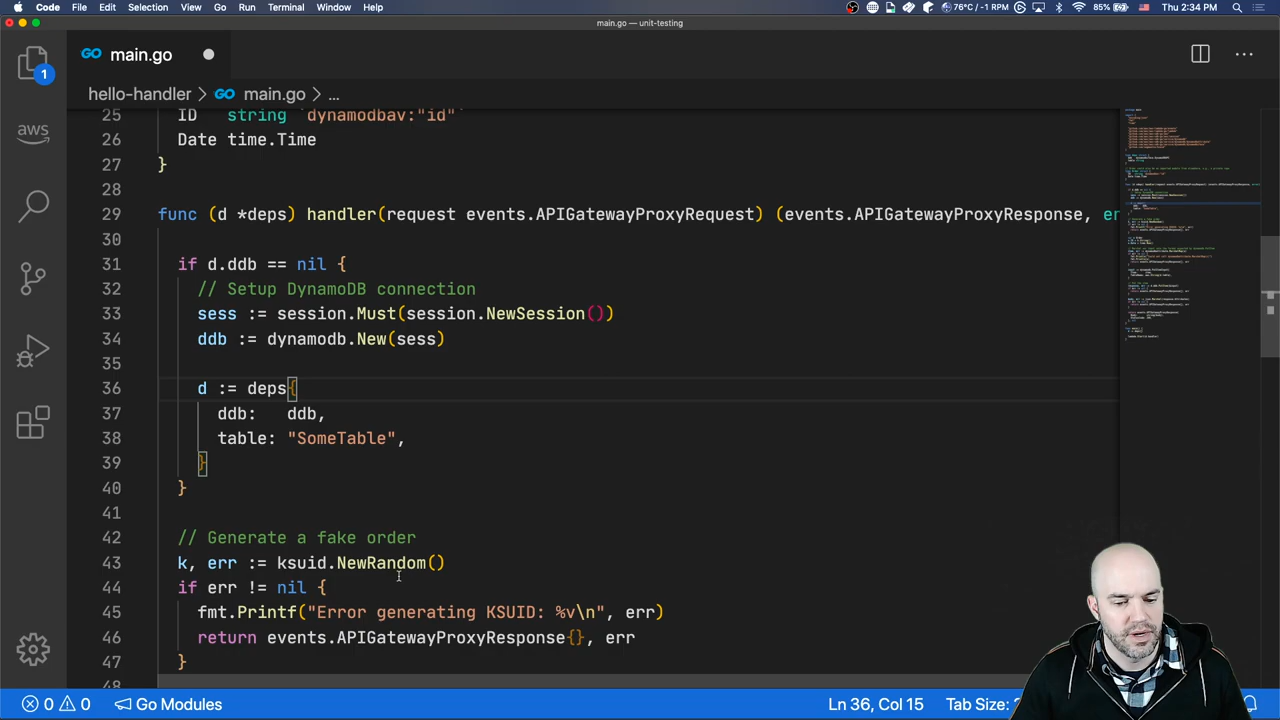 Code File Edit Selection View Go Run Terminal Window Help
76°C/ -1 RPM 85% Thu 2:34 PM
main.go — unit-testing
GO main.go
1
hello-handler > GO main.go > ...
aws
25 ID string `dynamodbav:"id"`
26 Date time.Time
27 }
28
29 func (d *deps) handler(request events.APIGatewayProxyRequest) (events.APIGatewayProxyResponse, er
30
31 if d.ddb == nil {
32 // Setup DynamoDB connection
33 sess := session.Must(session.NewSession())
34 ddb := dynamodb.New(sess)
35
36 d := deps{
37 ddb: ddb,
38 table: "SomeTable",
39 }
40 }
41
42 // Generate a fake order
43 k, err := ksuid.NewRandom()
44 if err != nil {
45 fmt.Printf("Error generating KSUID: %v\n", err)
46 return events.APIGatewayProxyResponse{}, err
47 }
48
0 0 Go Modules Ln 36, Col 15 Tab Size: